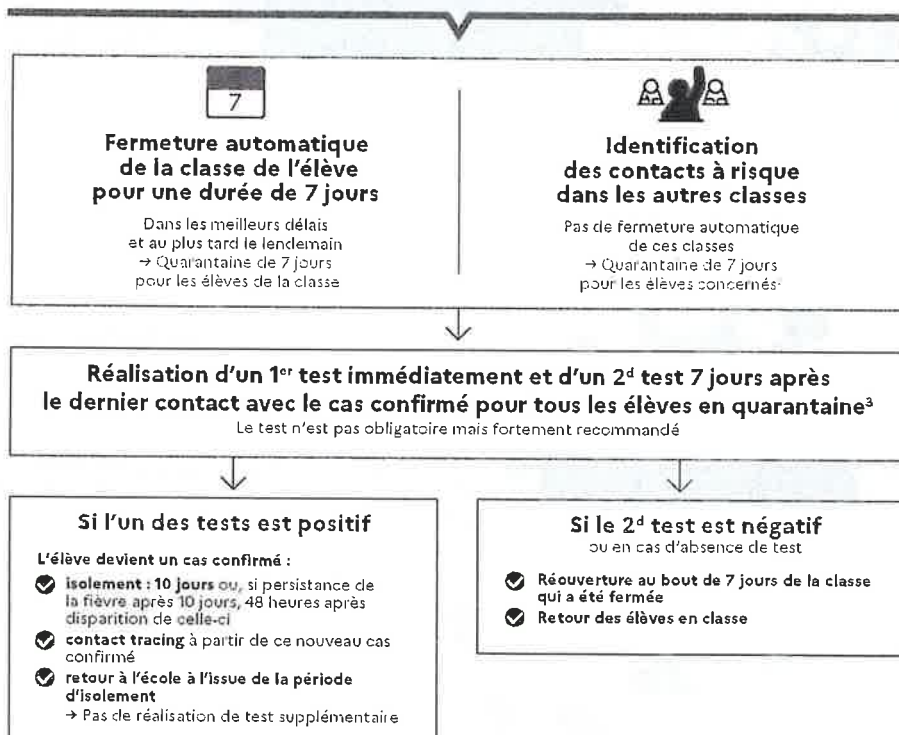 7
Fermeture automatique
de la classe de l'élève
pour une durée de 7 jours
Dans les meilleurs délais
et au plus tard le lendemain
→ Quarantaine de 7 jours
pour les élèves de la classe
Identification
des contacts à risque
dans les autres classes
Pas de fermeture automatique
de ces classes
→ Quarantaine de 7 jours
pour les élèves concernés
Réalisation d'un 1er test immédiatement et d'un 2d test 7 jours après
le dernier contact avec le cas confirmé pour tous les élèves en quarantaine³
Le test n'est pas obligatoire mais fortement recommandé
Si l'un des tests est positif
L'élève devient un cas confirmé :
isolement : 10 jours ou, si persistance de
la fièvre après 10 jours, 48 heures après
disparition de celle-ci
contact tracing à partir de ce nouveau cas
confirmé
retour à l'école à l'issue de la période
d'isolement
→ Pas de réalisation de test supplémentaire
Si le 2d test est négatif
ou en cas d'absence de test
Réouverture au bout de 7 jours de la classe
qui a été fermée
Retour des élèves en classe